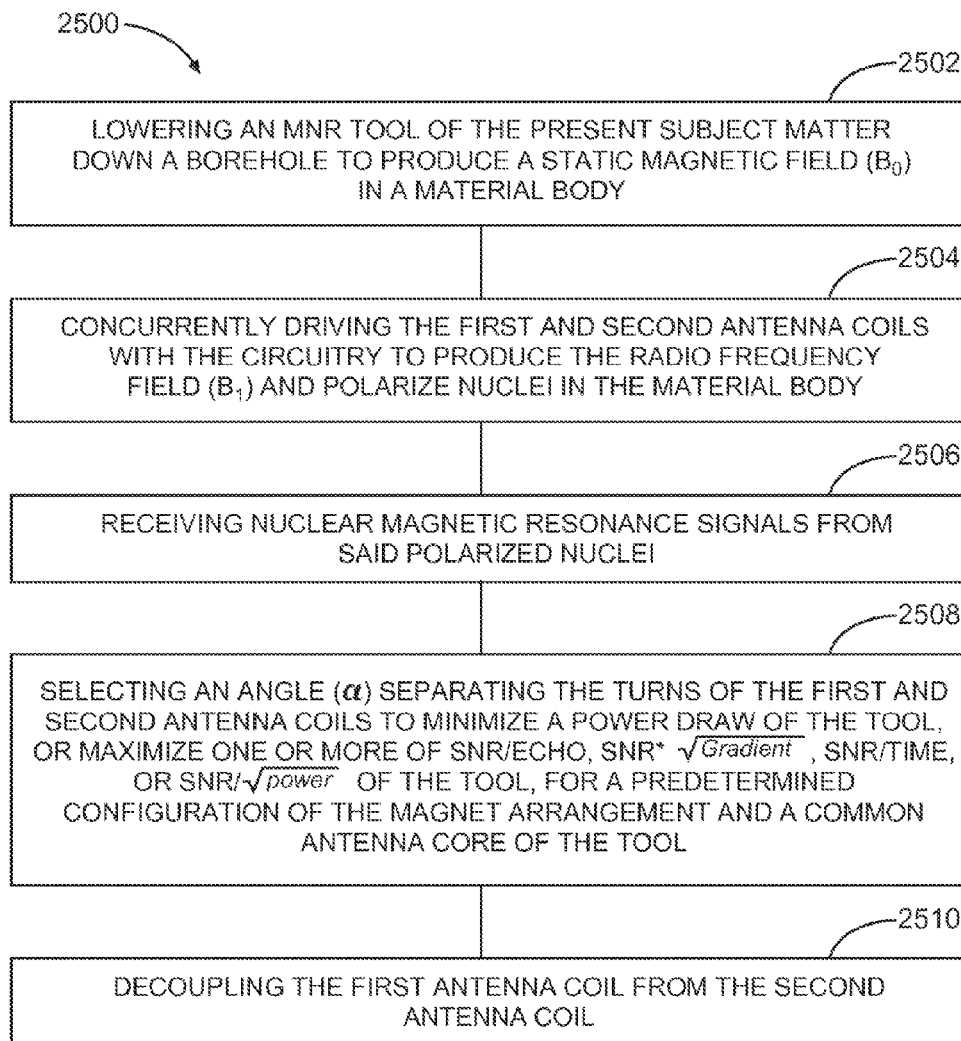 2500
2502
LOWERING AN MNR TOOL OF THE PRESENT SUBJECT MATTER
DOWN A BOREHOLE TO PRODUCE A STATIC MAGNETIC FIELD (B₀)
IN A MATERIAL BODY
2504
CONCURRENTLY DRIVING THE FIRST AND SECOND ANTENNA COILS
WITH THE CIRCUITRY TO PRODUCE THE RADIO FREQUENCY
FIELD (B₁) AND POLARIZE NUCLEI IN THE MATERIAL BODY
2506
RECEIVING NUCLEAR MAGNETIC RESONANCE SIGNALS FROM
SAID POLARIZED NUCLEI
2508
SELECTING AN ANGLE (α) SEPARATING THE TURNS OF THE FIRST AND
SECOND ANTENNA COILS TO MINIMIZE A POWER DRAW OF THE TOOL,
OR MAXIMIZE ONE OR MORE OF SNR/ECHO, SNR* √Gradient , SNR/TIME,
OR SNR/√power OF THE TOOL, FOR A PREDETERMINED
CONFIGURATION OF THE MAGNET ARRANGEMENT AND A COMMON
ANTENNA CORE OF THE TOOL
2510
DECOUPLING THE FIRST ANTENNA COIL FROM THE SECOND
ANTENNA COIL